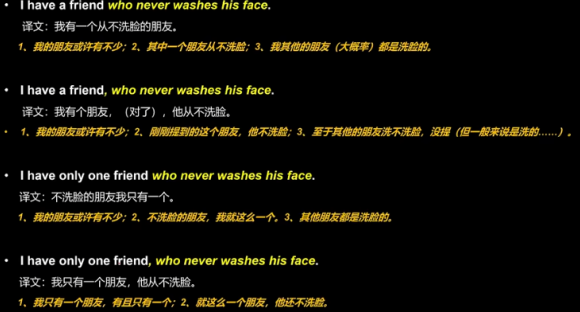 • I have a friend who never washes his face.
译文：我有一个从不洗脸的朋友。
1、我的朋友或许有不少；2、其中一个朋友从不洗脸；3、我其他的朋友（大概率）都是洗脸的。
• I have a friend, who never washes his face.
译文：我有个朋友，（对了），他从不洗脸。
• 1、我的朋友或许有不少；2、刚刚提到的这个朋友，他不洗脸；3、至于其他的朋友洗不洗脸，没提（但一般来说是洗的……）。
• I have only one friend who never washes his face.
译文：不洗脸的朋友我只有一个。
1、我的朋友或许有不少；2、不洗脸的朋友，我就这么一个。3、其他朋友都是洗脸的。
• I have only one friend, who never washes his face.
译文：我只有一个朋友，他从不洗脸。
1、我只有一个朋友，有且只有一个；2、就这么一个朋友，他还不洗脸。